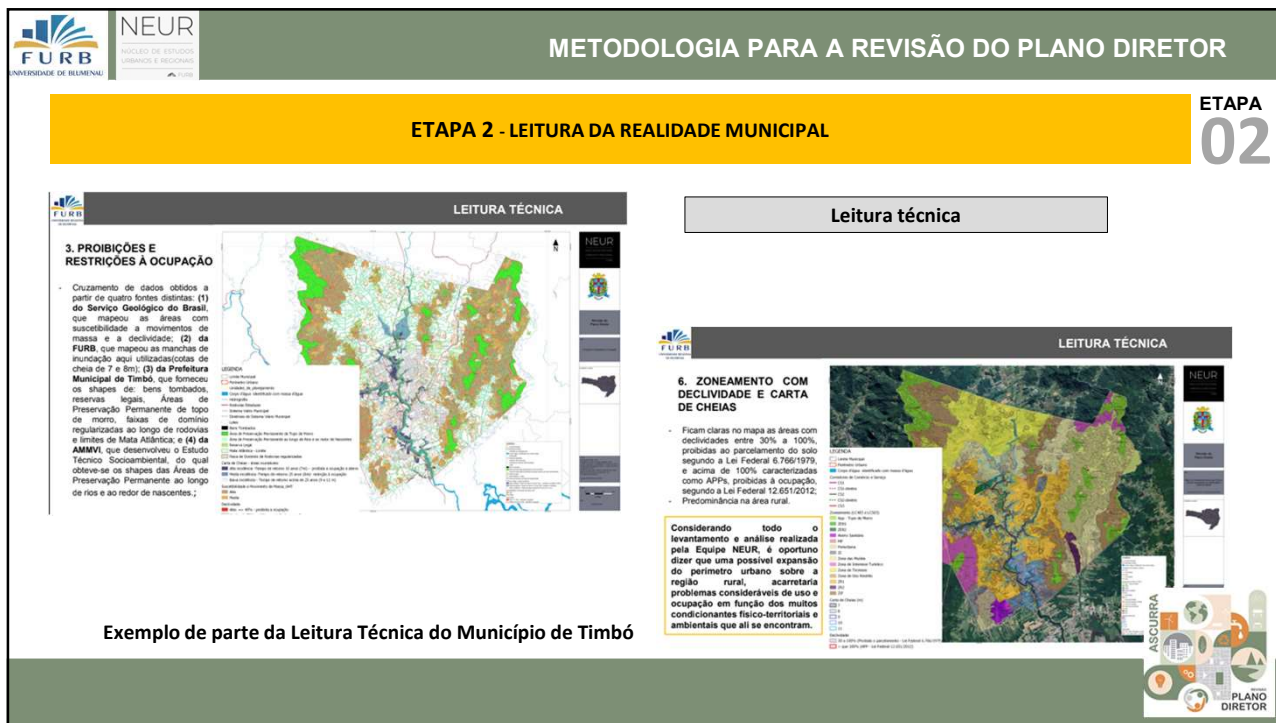 FURB
UNIVERSIDADE DE BLUMENAU
NEUR
NÚCLEO DE ESTUDOS
URBANOS E REGIONAIS
FURB
METODOLOGIA PARA A REVISÃO DO PLANO DIRETOR
ETAPA 2 - LEITURA DA REALIDADE MUNICIPAL
ETAPA
02
FURB
LEITURA TÉCNICA
3. PROIBIÇÕES E
RESTRIÇÕES À OCUPAÇÃO
- Cruzamento de dados obtidos a
partir de quatro fontes distintas: (1)
do Serviço Geológico do Brasil,
que mapeou as áreas com
suscetibilidade a movimentos de
massa e a declividade; (2) da
FURB, que mapeou as manchas de
inundação aqui utilizadas(cotas de
cheia de 7 e 8m); (3) da Prefeitura
Municipal de Timbó, que forneceu
os shapes de: bens tombados,
reservas legais, Áreas de
Preservação Permanente de topo
de morro, faixas de domínio
regularizadas ao longo de rodovias
e limites de Mata Atlântica; e (4) da
AMMVI, que desenvolveu o Estudo
Técnico Socioambiental, do qual
obteve-se os shapes das Áreas de
Preservação Permanente ao longo
de rios e ao redor de nascentes.;
LEGENDA
Limite Municipal
Perímetro Urbano
N
NEUR
Leitura técnica
FURB
LEITURA TÉCNICA
6. ZONEAMENTO COM
DECLIVIDADE E CARTA
DE CHEIAS
- Ficam claras no mapa as áreas com
declividades entre 30% a 100%,
proibidas ao parcelamento do solo
segundo a Lei Federal 6.766/1979,
e acima de 100% caracterizadas
como APPs, proibidas à ocupação,
segundo a Lei Federal 12.651/2012;
- Predominância na área rural.
Considerando todo o
levantamento e análise realizada
pela Equipe NEUR, é oportuno
dizer que uma possível expansão
do perímetro urbano sobre a
região rural, acarretaria
problemas consideráveis de uso e
ocupação em função dos muitos
condicionantes físico-territoriais e
ambientais que ali se encontram.
LEGENDA
Limite Municipal
Perímetro Urbano
NEUR
Exemplo de parte da Leitura Técnica do Município de Timbó
ASCURRA
REVISÃO
PLANO
DIRETOR